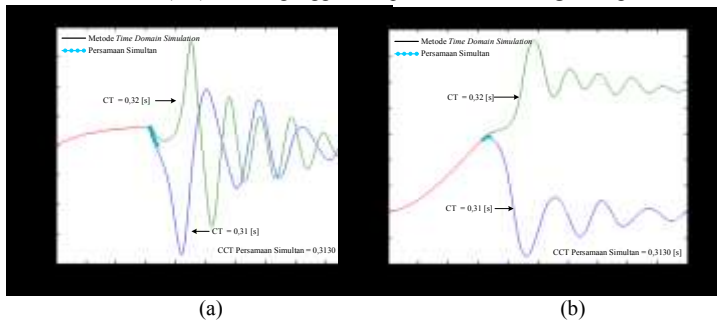 Metode Time Domain Simulation
Persamaan Simultan
CT = 0,32 [s]
CT = 0,31 [s]
CCT Persamaan Simultan = 0,3130
(a)
Metode Time Domain Simulation
Persamaan Simultan
CT = 0,32 [s]
CT = 0,31 [s]
CCT Persamaan Simultan = 0,3130 [s]
(b)